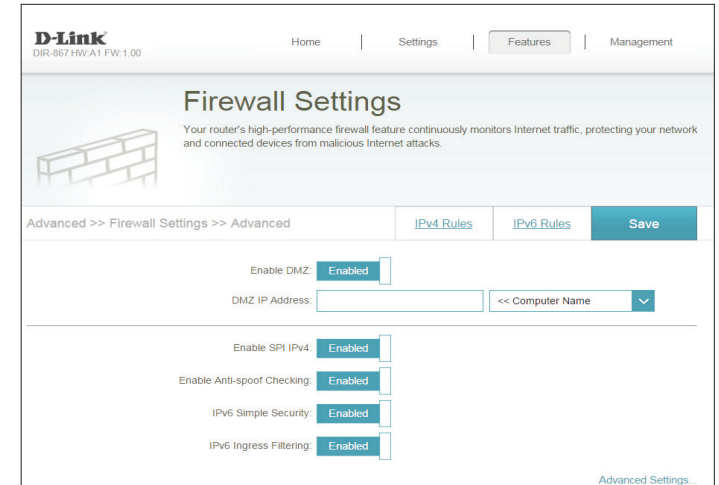 D-Link
DIR-867 HW:A1 FW:1.00
Home | Settings | Features | Management
Firewall Settings
Your router's high-performance firewall feature continuously monitors Internet traffic, protecting your network
and connected devices from malicious Internet attacks.
Advanced >> Firewall Settings >> Advanced IPv4 Rules IPv6 Rules Save
Enable DMZ: Enabled
DMZ IP Address: << Computer Name
Enable SPI IPv4: Enabled
Enable Anti-spoof Checking: Enabled
IPv6 Simple Security: Enabled
IPv6 Ingress Filtering: Enabled
Advanced Settings...